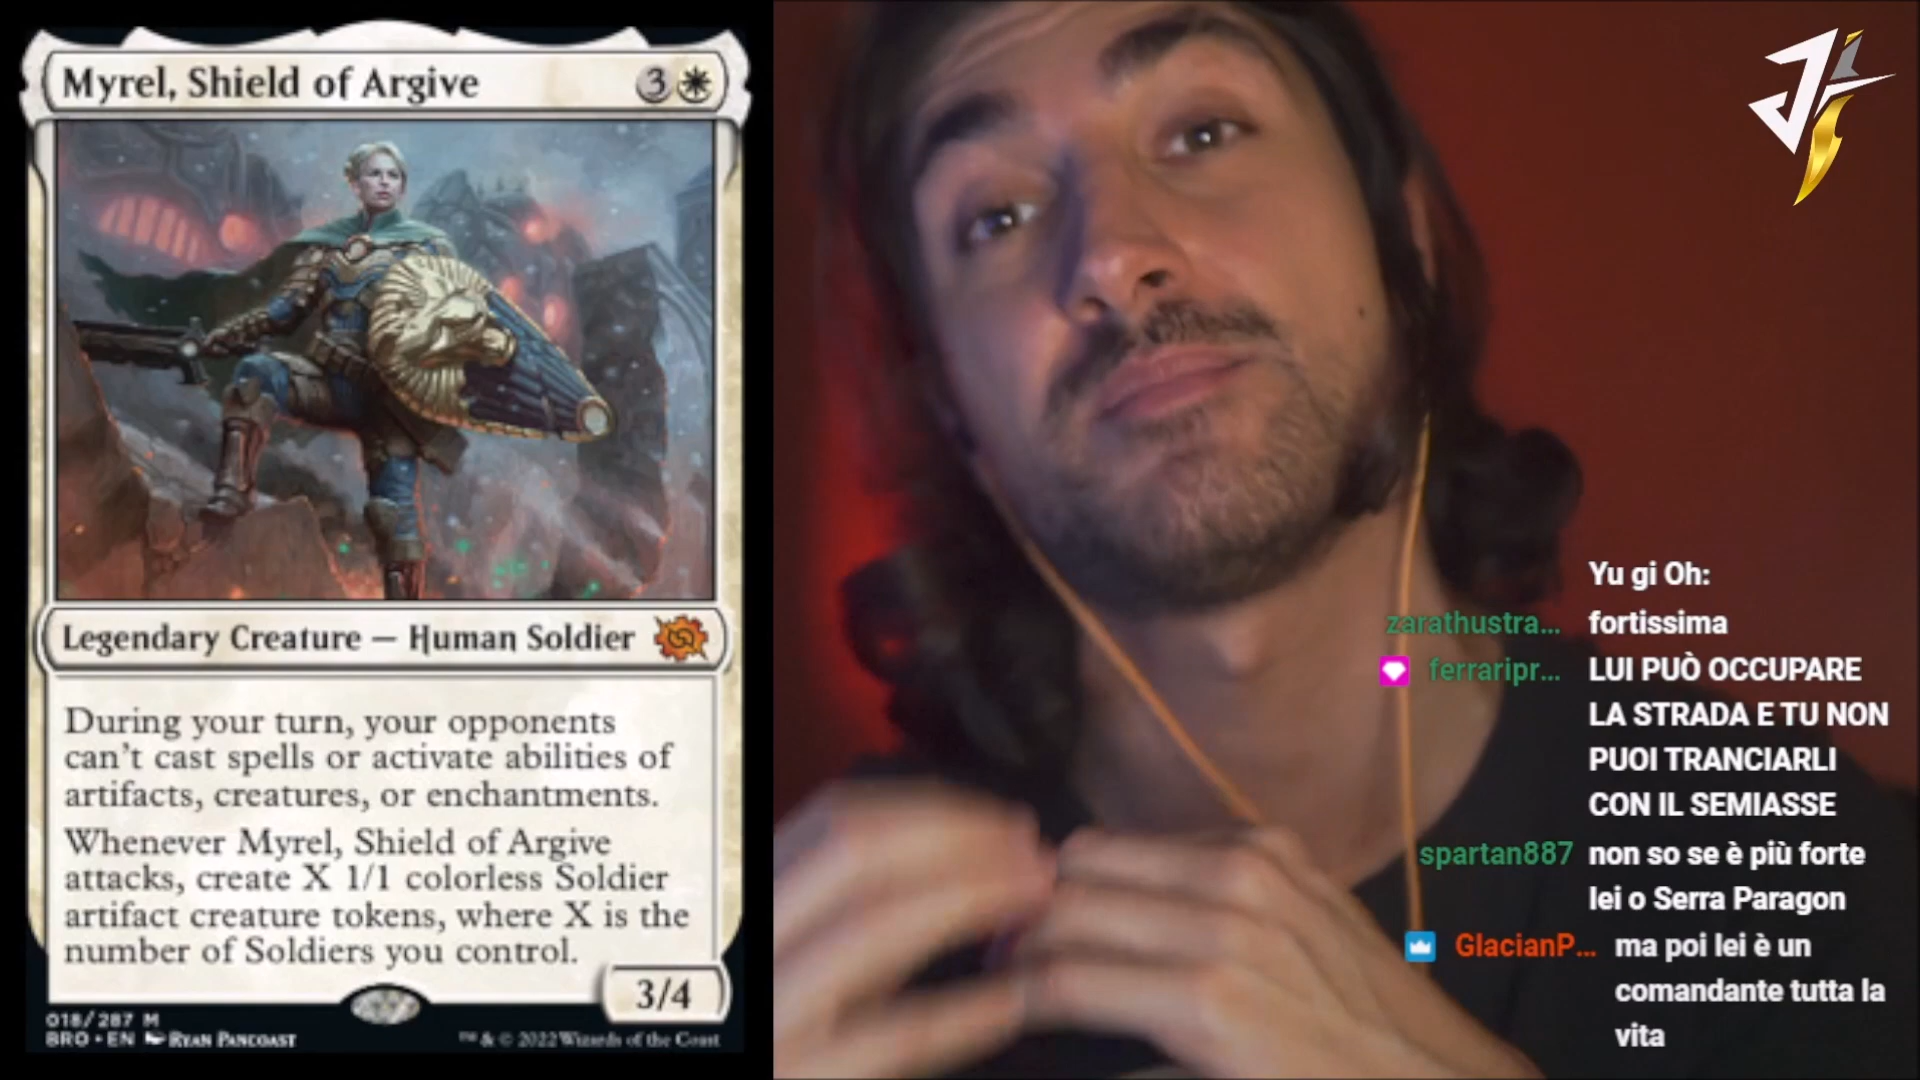 Myrel, Shield of Argive
3
Legendary Creature — Human Soldier
During your turn, your opponents
can't cast spells or activate abilities of
artifacts, creatures, or enchantments.
Whenever Myrel, Shield of Argive
attacks, create X 1/1 colorless Soldier
artifact creature tokens, where X is the
number of Soldiers you control.
3/4
018/287 M
BRO • EN Ryan Pancoast
™ & © 2022 Wizards of the Coast
Yu gi Oh:
zarathustra... fortissima
ferraripr... LUI PUÒ OCCUPARE
LA STRADA E TU NON
PUOI TRANCIARLI
CON IL SEMIASSE
spartan887 non so se è più forte
lei o Serra Paragon
GlacianP... ma poi lei è un
comandante tutta la
vita